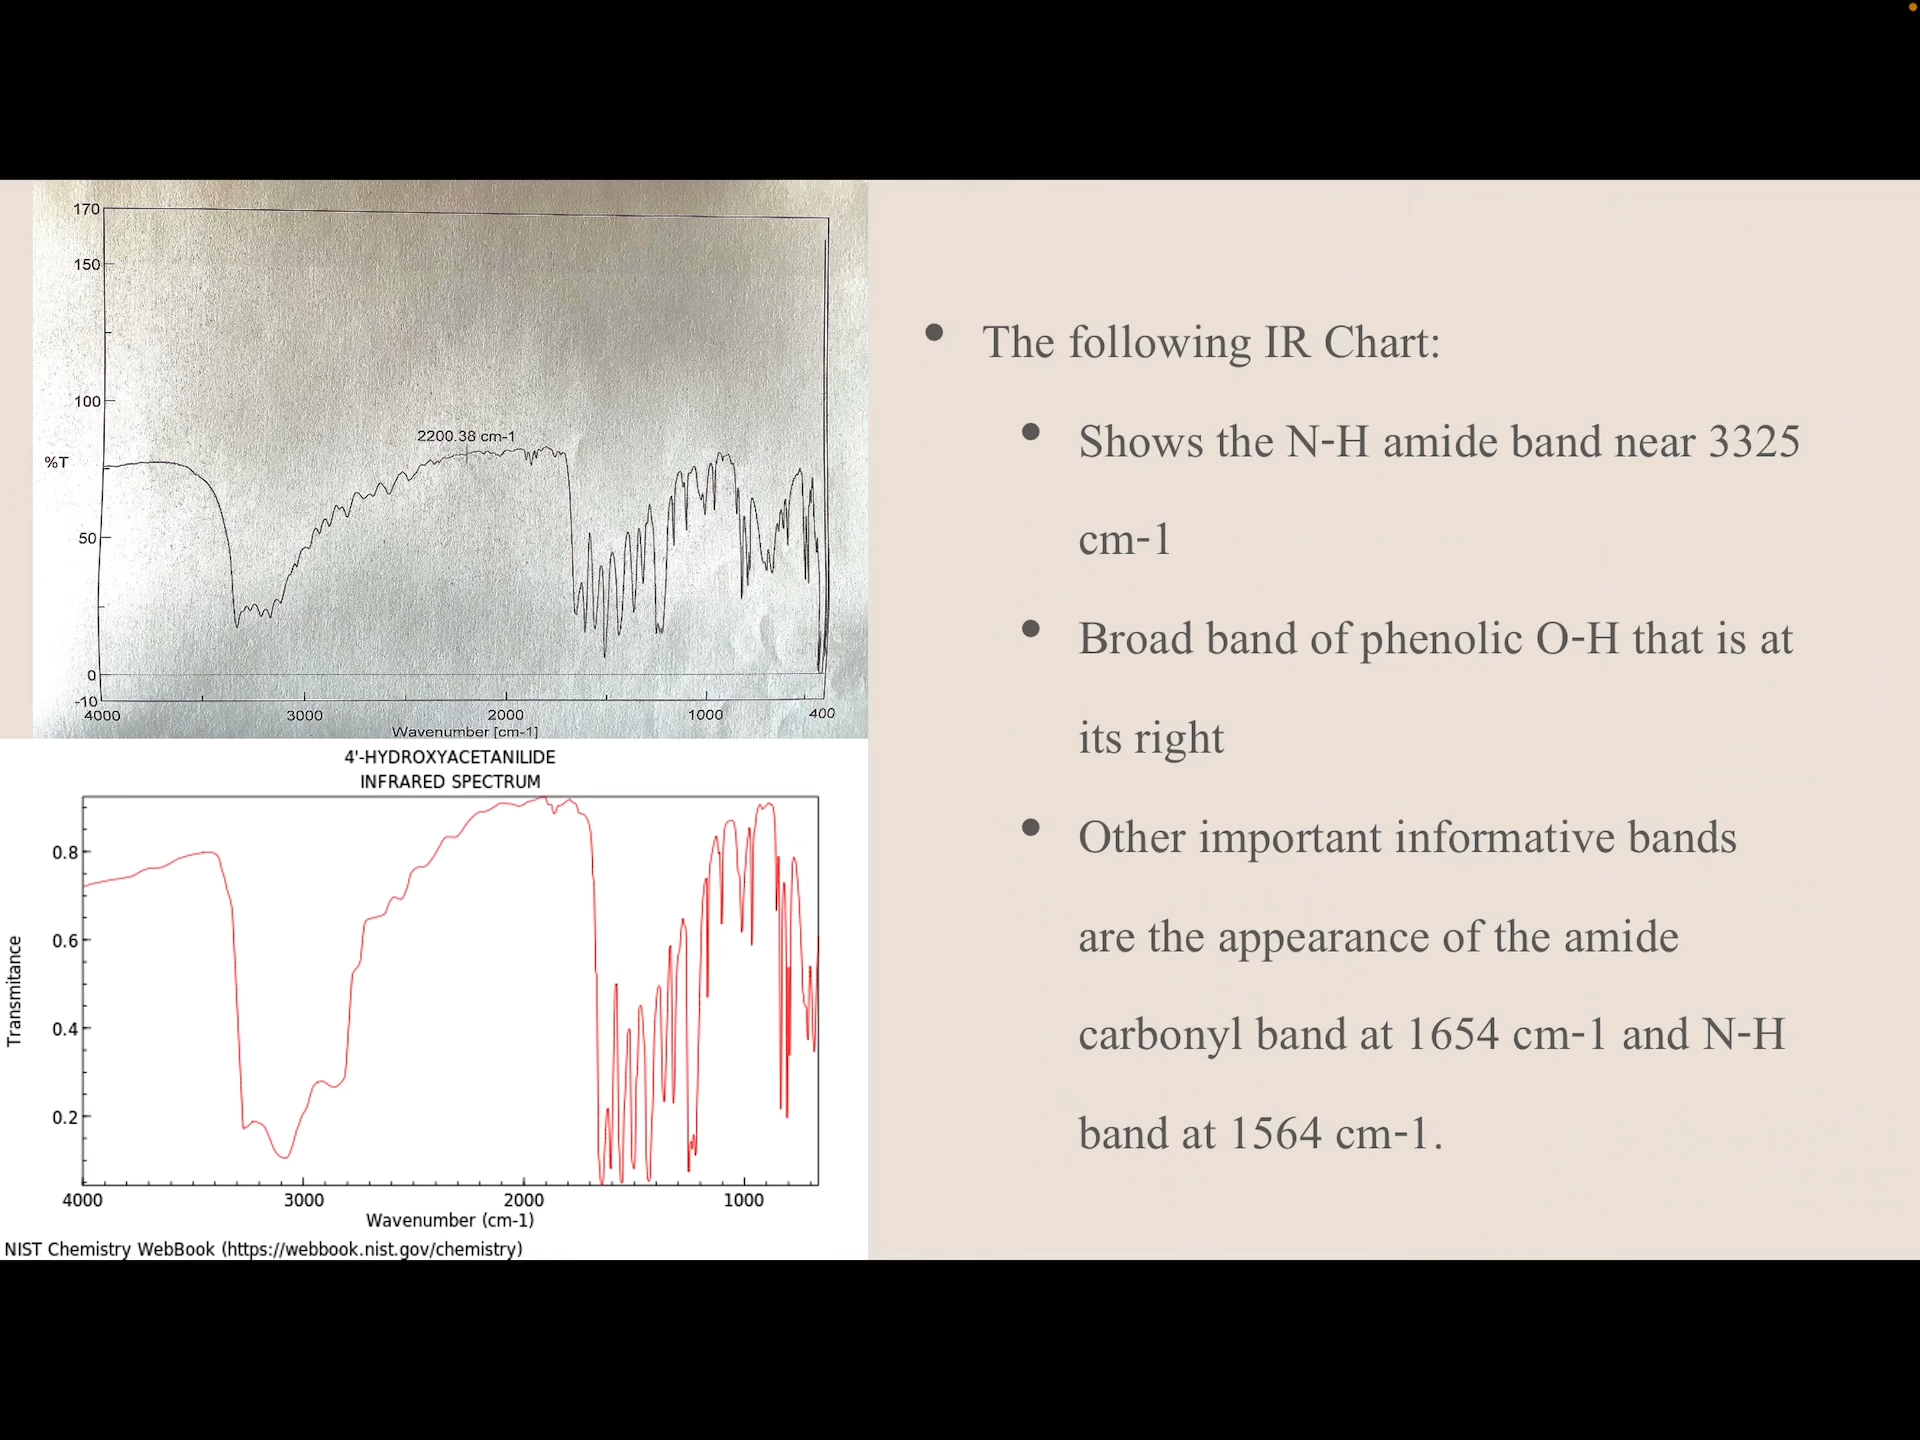 170
150
100
2200.38 cm-1
%T
50
0
-10
4000 3000 2000 1000 400
Wavenumber [cm-1]
4'-HYDROXYACETANILIDE
INFRARED SPECTRUM
0.8
0.6
Transmitance
0.4
0.2
4000 3000 2000 1000
Wavenumber (cm-1)
NIST Chemistry WebBook (https://webbook.nist.gov/chemistry)
• The following IR Chart:
• Shows the N-H amide band near 3325
cm-1
• Broad band of phenolic O-H that is at
its right
• Other important informative bands
are the appearance of the amide
carbonyl band at 1654 cm-1 and N-H
band at 1564 cm-1.